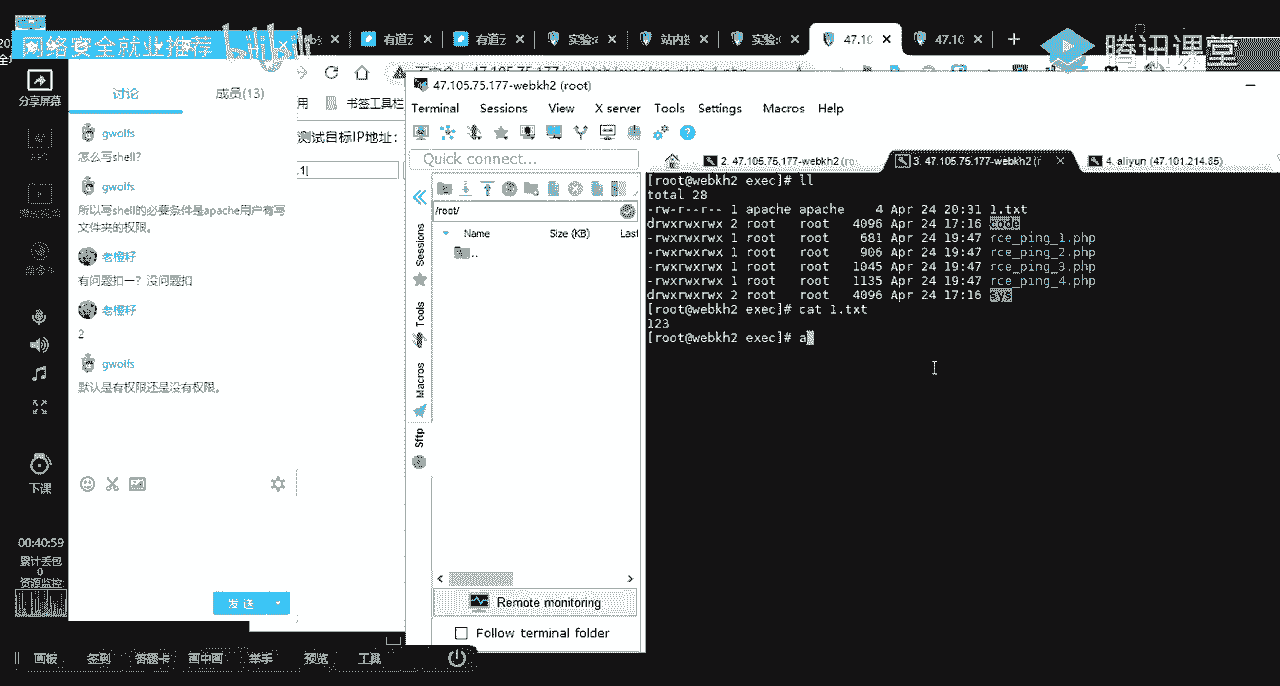 网络安全就业推荐
bilibili
腾讯课堂
有道云
有道云
实验:
站内
实验:
47.10
47.10
分享屏幕
讨论
成员(13)
gwolfs
怎么写shell?
gwolfs
所以写shell的必要条件是apache用户有写文件夹的权限。
老橙籽
有问题扣一？没问题扣
老橙籽
2
gwolfs
默认是有权限还是没有权限。
发送
下课
00:40:59
累计丢包
0
资源监控
画板
签到
答题卡
画中画
举手
预览
工具
书签工具栏
测试目标IP地址:
47.105.75.177-webkh2 (root)
Terminal Sessions View X server Tools Settings Macros Help
Quick connect...
2. 47.105.75.177-webkh2 (ro
3. 47.105.75.177-webkh2 (r
4. aliyun (47.101.214.85)
/root/
Name Size (KB) Last
..
Sessions
Tools
Macros
Sftp
Remote monitoring
Follow terminal folder
[root@webkh2 exec]# ll
total 28
-rw-r--r-- 1 apache apache 4 Apr 24 20:31 1.txt
drwxrwxrwx 2 root root 4096 Apr 24 17:16
-rwxrwxrwx 1 root root 681 Apr 24 19:47 rce_ping_1.php
-rwxrwxrwx 1 root root 906 Apr 24 19:47 rce_ping_2.php
-rwxrwxrwx 1 root root 1045 Apr 24 19:47 rce_ping_3.php
-rwxrwxrwx 1 root root 1135 Apr 24 19:47 rce_ping_4.php
drwxrwxrwx 2 root root 4096 Apr 24 17:16
[root@webkh2 exec]# cat 1.txt
123
[root@webkh2 exec]# a